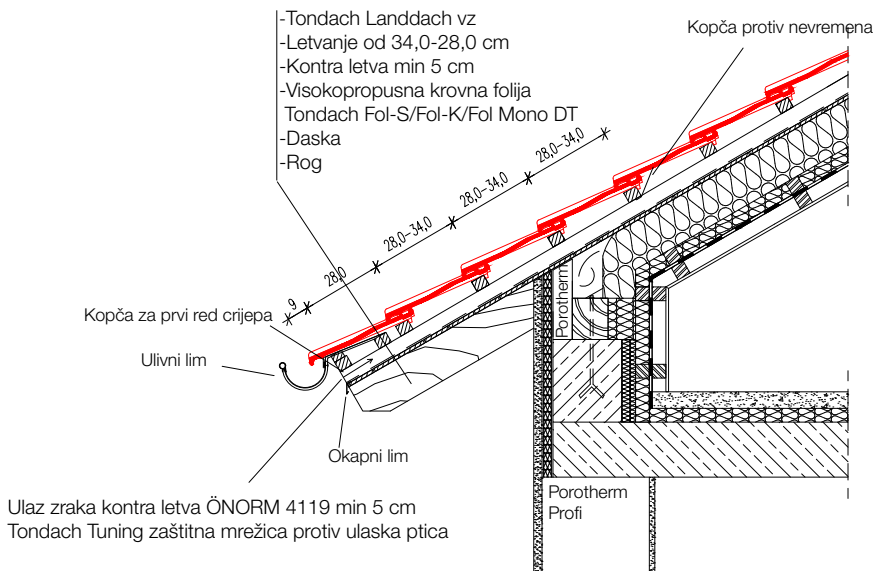 -Tondach Landdach vz
-Letvanje od 34,0-28,0 cm
-Kontra letva min 5 cm
-Visokopropusna krovna folija
Tondach Fol-S/Fol-K/Fol Mono DT
-Daska
-Rog
Kopča protiv nevremena
28,0-34,0
28,0-34,0
28,0-34,0
28,0
9
Kopča za prvi red crijepa
Ulivni lim
Okapni lim
Porotherm
Ulaz zraka kontra letva ÖNORM 4119 min 5 cm
Tondach Tuning zaštitna mrežica protiv ulaska ptica
Porotherm
Profi